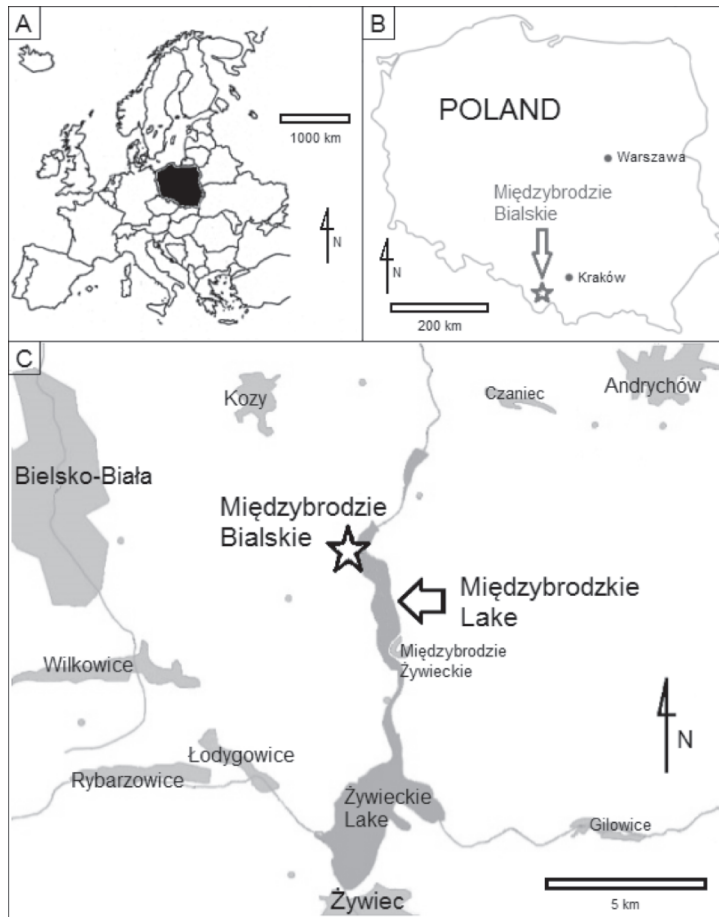 A
1000 km
N
B
POLAND
Warszawa
Międzybrodzie
Bialskie
Kraków
N
200 km
C
Kozy
Czaniec
Andrychów
Bielsko-Biała
Międzybrodzie
Bialskie
Międzybrodzkie
Lake
Międzybrodzie
Żywieckie
Wilkowice
N
Łodygowice
Rybarzowice
Żywieckie
Lake
Gilowice
Żywiec
5 km